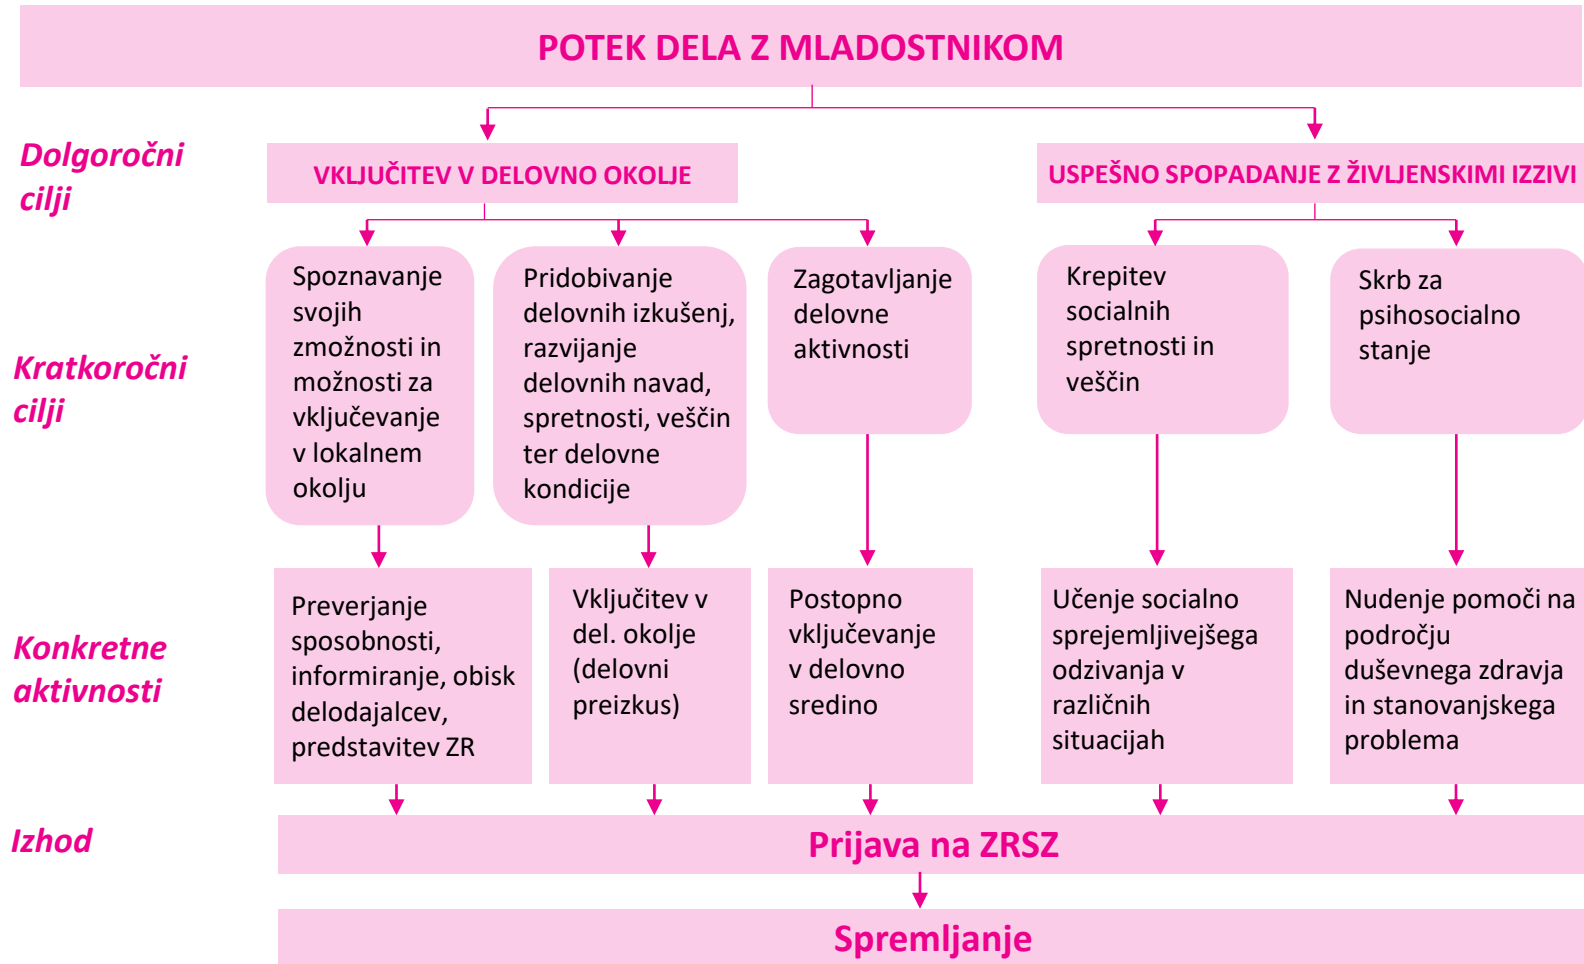 POTEK DELA Z MLADOSTNIKOM
Dolgoročni
cilji
VKLJUČITEV V DELOVNO OKOLJE
USPEŠNO SPOPADANJE Z ŽIVLJENSKIMI IZZIVI
Kratkoročni
cilji
Spoznavanje
svojih
zmožnosti in
možnosti za
vključevanje
v lokalnem
okolju
Pridobivanje
delovnih izkušenj,
razvijanje
delovnih navad,
spretnosti, veščin
ter delovne
kondicije
Zagotavljanje
delovne
aktivnosti
Krepitev
socialnih
spretnosti in
veščin
Skrb za
psihosocialno
stanje
Konkretne
aktivnosti
Preverjanje
sposobnosti,
informiranje, obisk
delodajalcev,
predstavitev ZR
Vključitev v
del. okolje
(delovni
preizkus)
Postopno
vključevanje
v delovno
sredino
Učenje socialno
sprejemljivejšega
odzivanja v
različnih
situacijah
Nudenje pomoči na
področju
duševnega zdravja
in stanovanjskega
problema
Izhod
Prijava na ZRSZ
Spremljanje